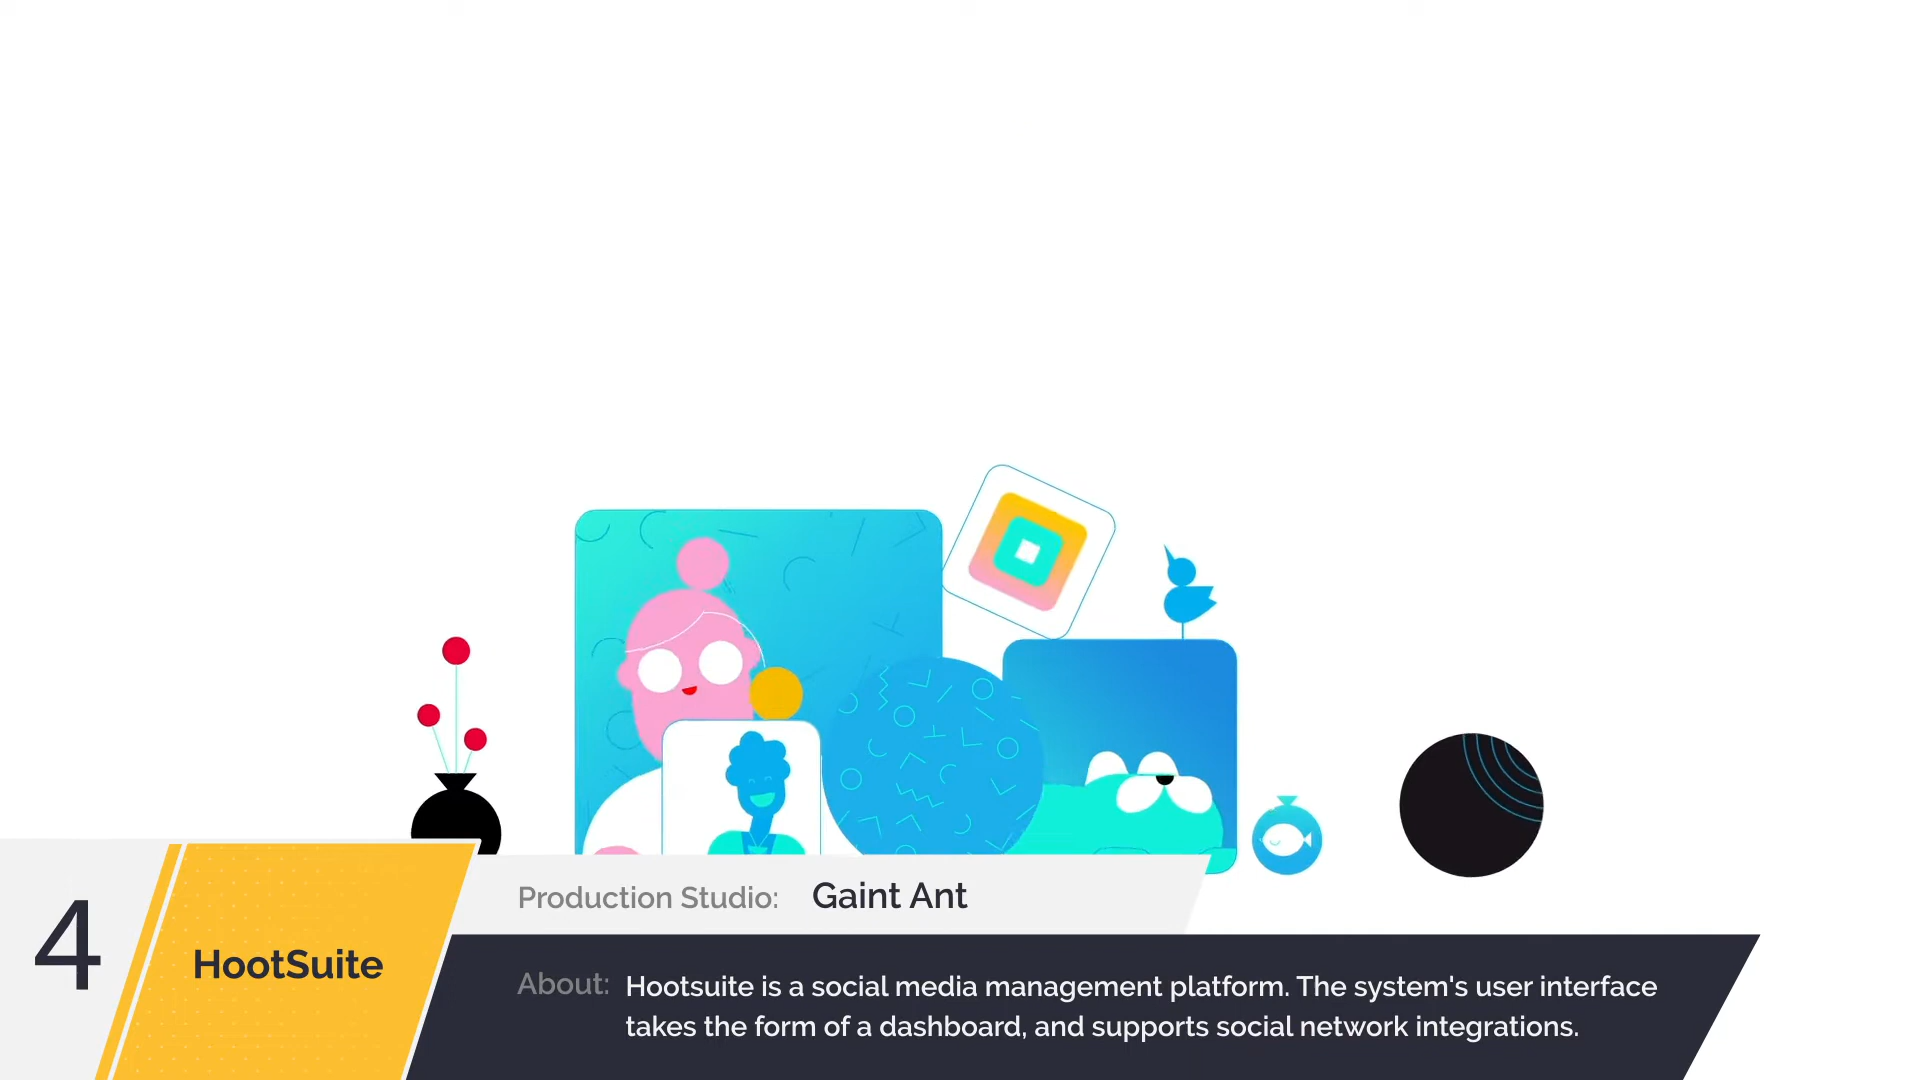 4
HootSuite
Production Studio: Gaint Ant
About: Hootsuite is a social media management platform. The system's user interface
takes the form of a dashboard, and supports social network integrations.